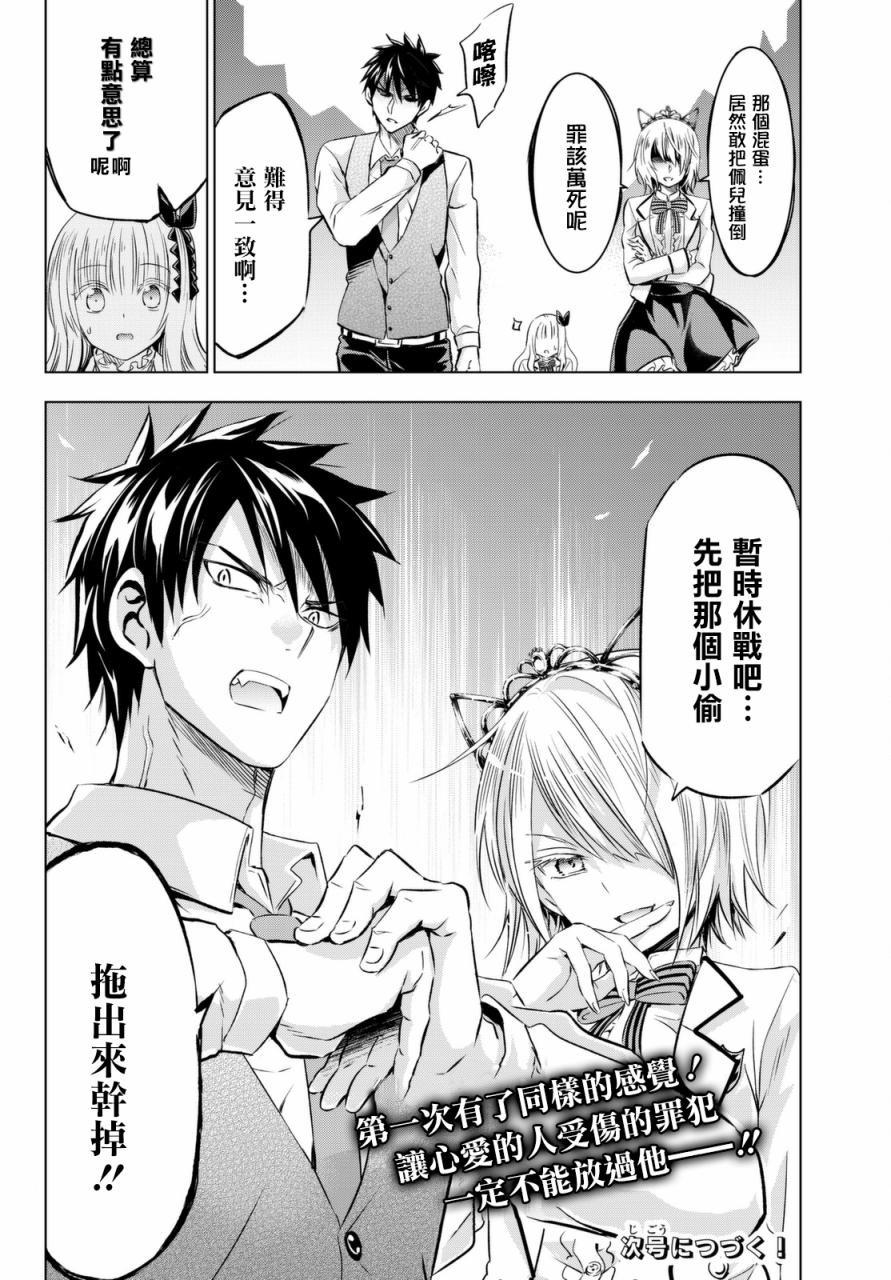 那個混蛋…
居然敢把佩兒撞倒
罪該萬死呢
喀嚓
難得
意見一致啊…
總算
有點意思了
呢啊
暫時休戰吧…
先把那個小偷
拖出來幹掉!!
第一次有了同樣的感覺！
讓心愛的人受傷的罪犯
一定不能放過他──!!
じごう
次号につづく！